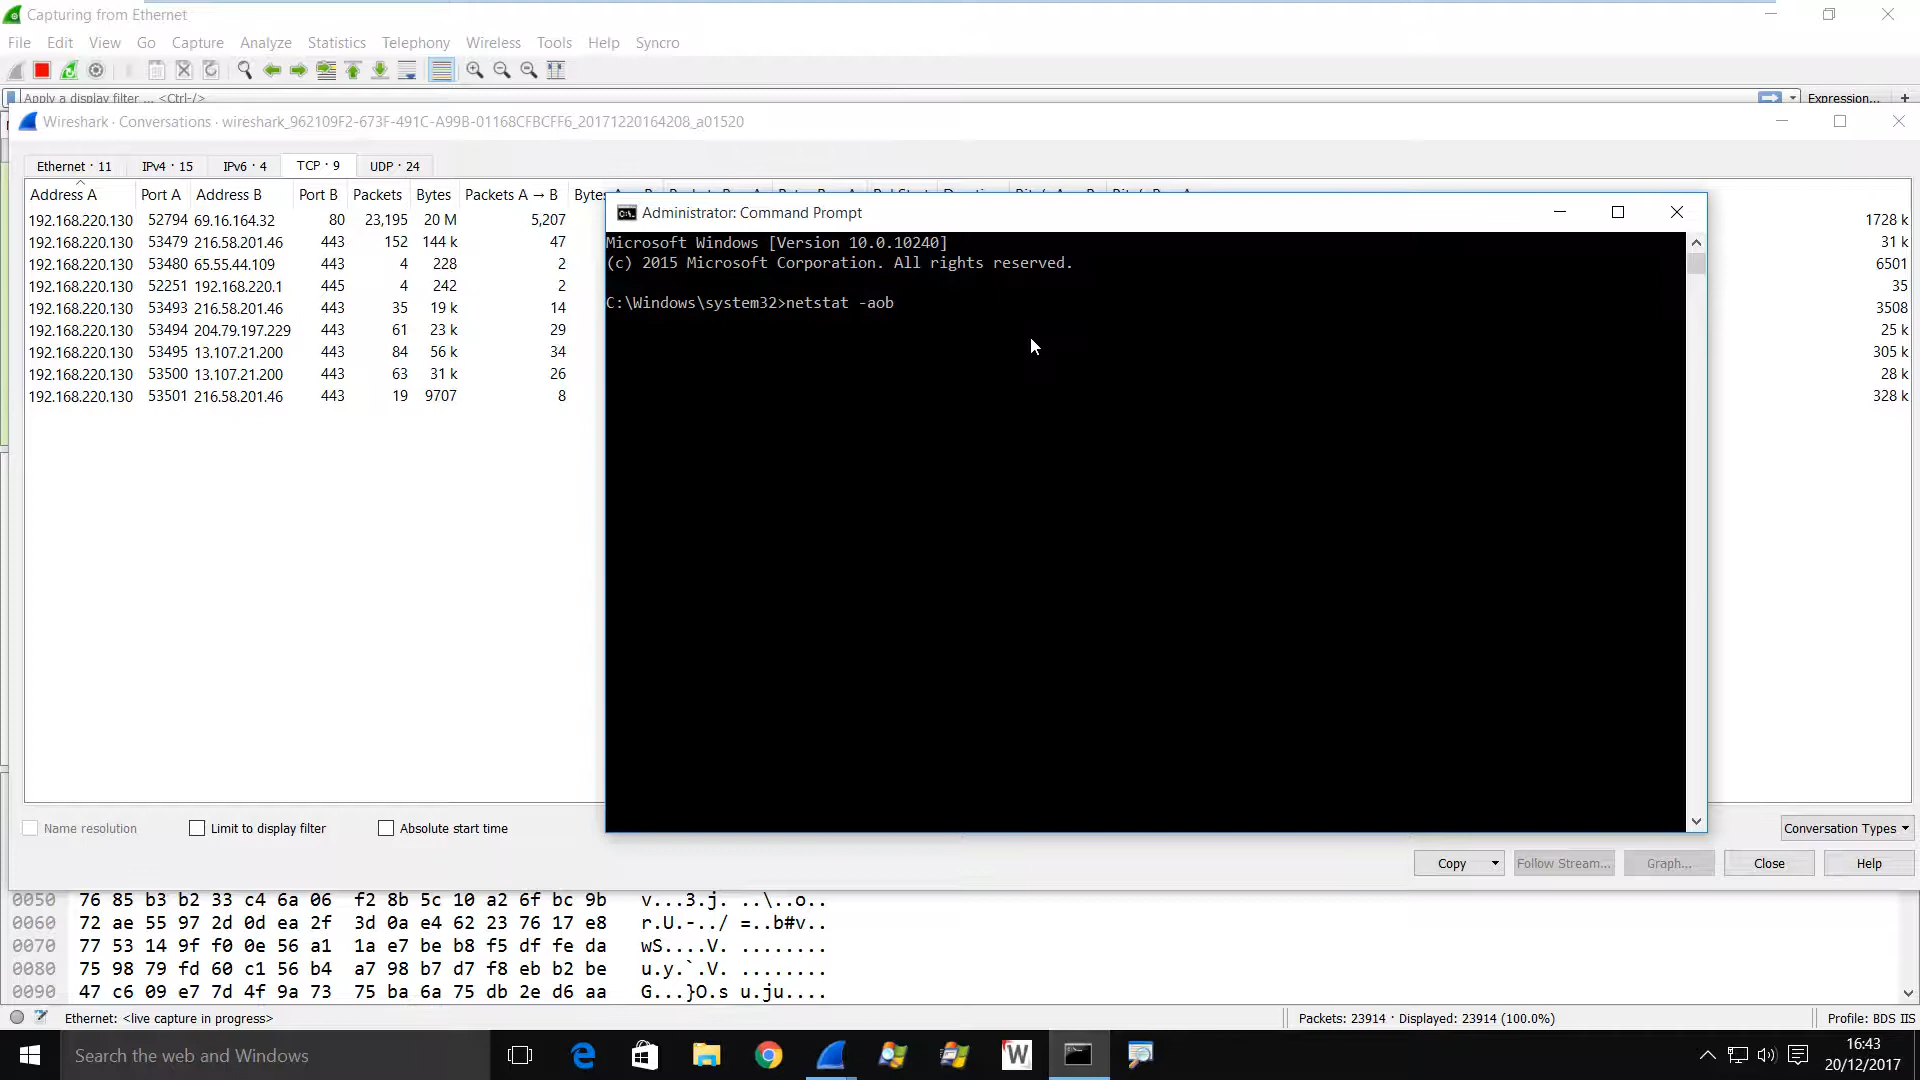 Capturing from Ethernet
File Edit View Go Capture Analyze Statistics Telephony Wireless Tools Help Syncro
Apply a display filter ... <Ctrl-/> Expression... +
Wireshark · Conversations · wireshark_962109F2-673F-491C-A99B-01168CFBCFF6_20171220164208_a01520
Ethernet · 11 IPv4 · 15 IPv6 · 4 TCP · 9 UDP · 24
Address A Port A Address B Port B Packets Bytes Packets A → B
192.168.220.130 52794 69.16.164.32 80 23,195 20 M 5,207 1728 k
192.168.220.130 53479 216.58.201.46 443 152 144 k 47 31 k
192.168.220.130 53480 65.55.44.109 443 4 228 2 6501
192.168.220.130 52251 192.168.220.1 445 4 242 2 35
192.168.220.130 53493 216.58.201.46 443 35 19 k 14 3508
192.168.220.130 53494 204.79.197.229 443 61 23 k 29 25 k
192.168.220.130 53495 13.107.21.200 443 84 56 k 34 305 k
192.168.220.130 53500 13.107.21.200 443 63 31 k 26 28 k
192.168.220.130 53501 216.58.201.46 443 19 9707 8 328 k
Administrator: Command Prompt
Microsoft Windows [Version 10.0.10240]
(c) 2015 Microsoft Corporation. All rights reserved.
C:\Windows\system32>netstat -aob
Name resolution Limit to display filter Absolute start time Conversation Types
Copy Follow Stream... Graph... Close Help
0050 76 85 b3 b2 33 c4 6a 06 f2 8b 5c 10 a2 6f bc 9b v...3.j. ..\..o..
0060 72 ae 55 97 2d 0d ea 2f 3d 0a e4 62 23 76 17 e8 r.U.-../ =..b#v..
0070 77 53 14 9f f0 0e 56 a1 1a e7 be b8 f5 df fe da wS....V. ........
0080 75 98 79 fd 60 c1 56 b4 a7 98 b7 d7 f8 eb b2 be u.y.`.V. ........
0090 47 c6 09 e7 7d 4f 9a 73 75 ba 6a 75 db 2e d6 aa G...}O.s u.ju....
Ethernet: <live capture in progress> Packets: 23914 · Displayed: 23914 (100.0%) Profile: BDS IIS
Search the web and Windows
W
16:43
20/12/2017